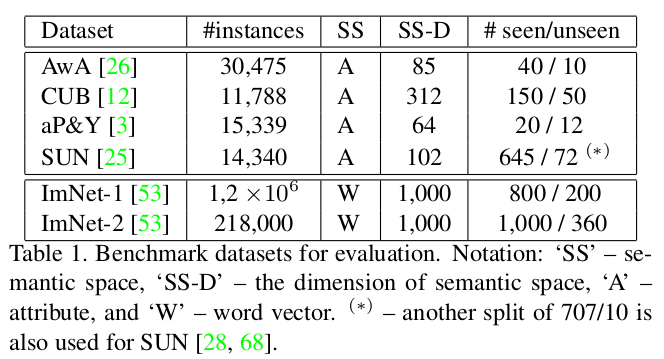 Dataset #instances SS SS-D # seen/unseen
AwA [26] 30,475 A 85 40 / 10
CUB [12] 11,788 A 312 150 / 50
aP&Y [3] 15,339 A 64 20 / 12
SUN [25] 14,340 A 102 645 / 72 (*)
ImNet-1 [53] 1,2 ×10⁶ W 1,000 800 / 200
ImNet-2 [53] 218,000 W 1,000 1,000 / 360
Table 1. Benchmark datasets for evaluation. Notation: ‘SS’ – se-
mantic space, ‘SS-D’ – the dimension of semantic space, ‘A’ –
attribute, and ‘W’ – word vector. (*) – another split of 707/10 is
also used for SUN [28, 68].